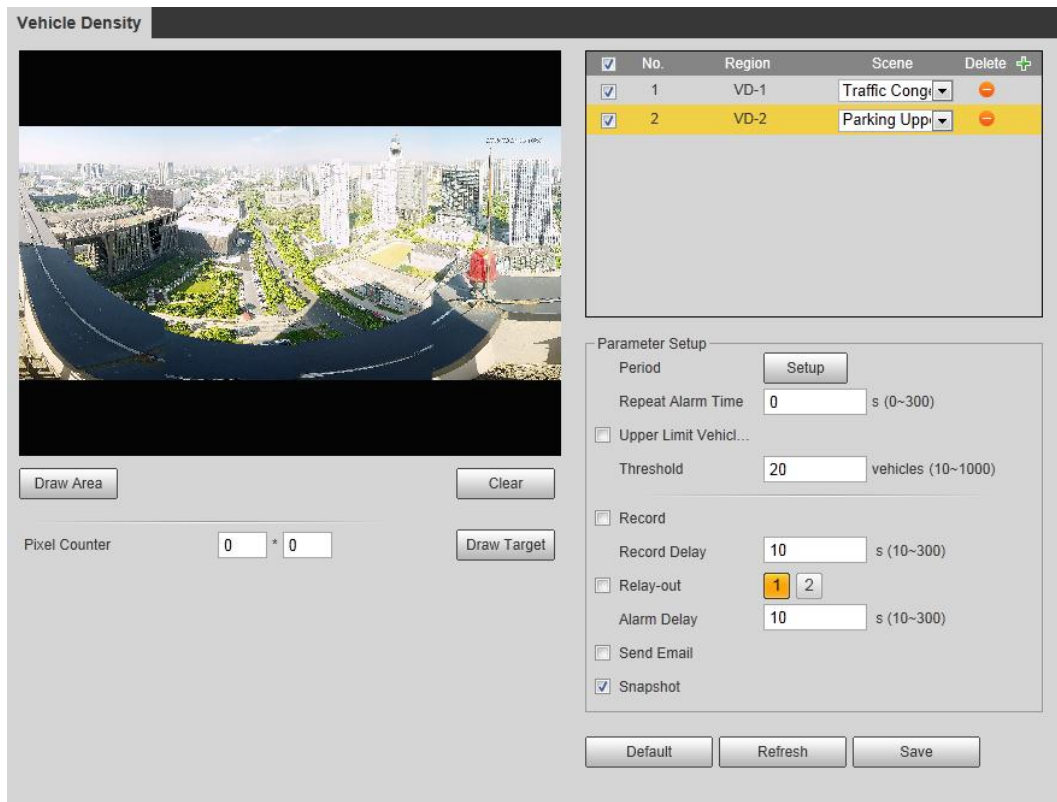 Vehicle Density
No. Region Scene Delete
1 VD-1 Traffic Cong
2 VD-2 Parking Upp
Draw Area
Clear
Pixel Counter 0 * 0 Draw Target
Parameter Setup
Period Setup
Repeat Alarm Time 0 s (0~300)
Upper Limit Vehicl...
Threshold 20 vehicles (10~1000)
Record
Record Delay 10 s (10~300)
Relay-out 1 2
Alarm Delay 10 s (10~300)
Send Email
Snapshot
Default Refresh Save